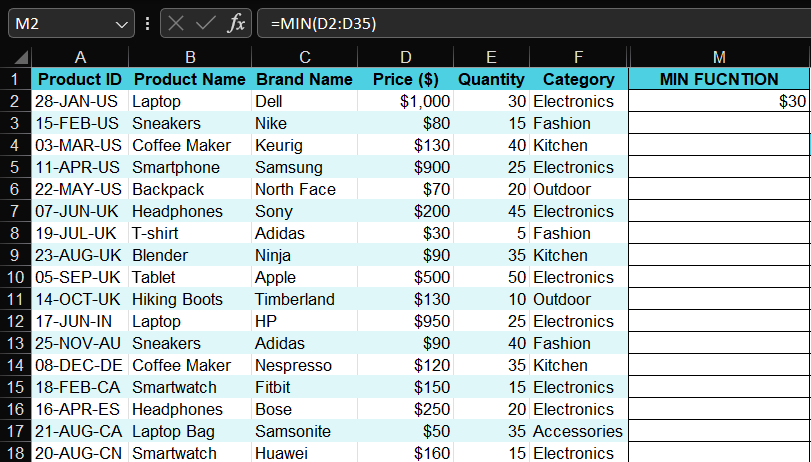 M2 fx =MIN(D2:D35)
A B C D E F M
1 Product ID Product Name Brand Name Price ($) Quantity Category MIN FUCNTION
2 28-JAN-US Laptop Dell $1,000 30 Electronics $30
3 15-FEB-US Sneakers Nike $80 15 Fashion
4 03-MAR-US Coffee Maker Keurig $130 40 Kitchen
5 11-APR-US Smartphone Samsung $900 25 Electronics
6 22-MAY-US Backpack North Face $70 20 Outdoor
7 07-JUN-UK Headphones Sony $200 45 Electronics
8 19-JUL-UK T-shirt Adidas $30 5 Fashion
9 23-AUG-UK Blender Ninja $90 35 Kitchen
10 05-SEP-UK Tablet Apple $500 50 Electronics
11 14-OCT-UK Hiking Boots Timberland $130 10 Outdoor
12 17-JUN-IN Laptop HP $950 25 Electronics
13 25-NOV-AU Sneakers Adidas $90 40 Fashion
14 08-DEC-DE Coffee Maker Nespresso $120 35 Kitchen
15 18-FEB-CA Smartwatch Fitbit $150 15 Electronics
16 16-APR-ES Headphones Bose $250 20 Electronics
17 21-AUG-CA Laptop Bag Samsonite $50 35 Accessories
18 20-AUG-CN Smartwatch Huawei $160 15 Electronics